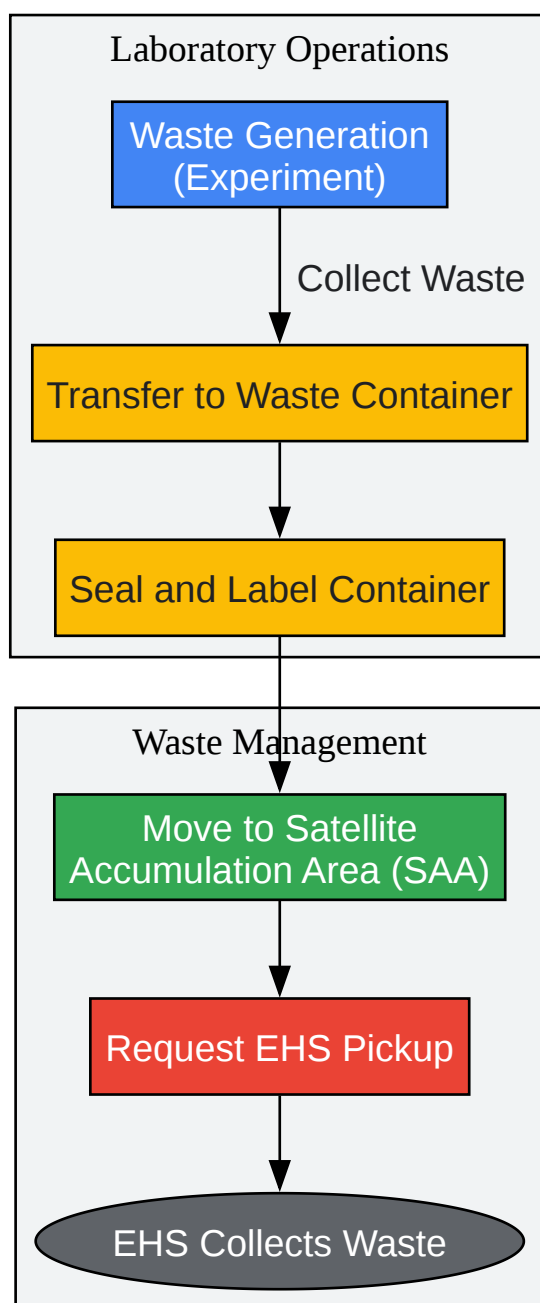 Laboratory Operations
Waste Generation
(Experiment)
Collect Waste
Transfer to Waste Container
Seal and Label Container
Waste Management
Move to Satellite
Accumulation Area (SAA)
Request EHS Pickup
EHS Collects Waste